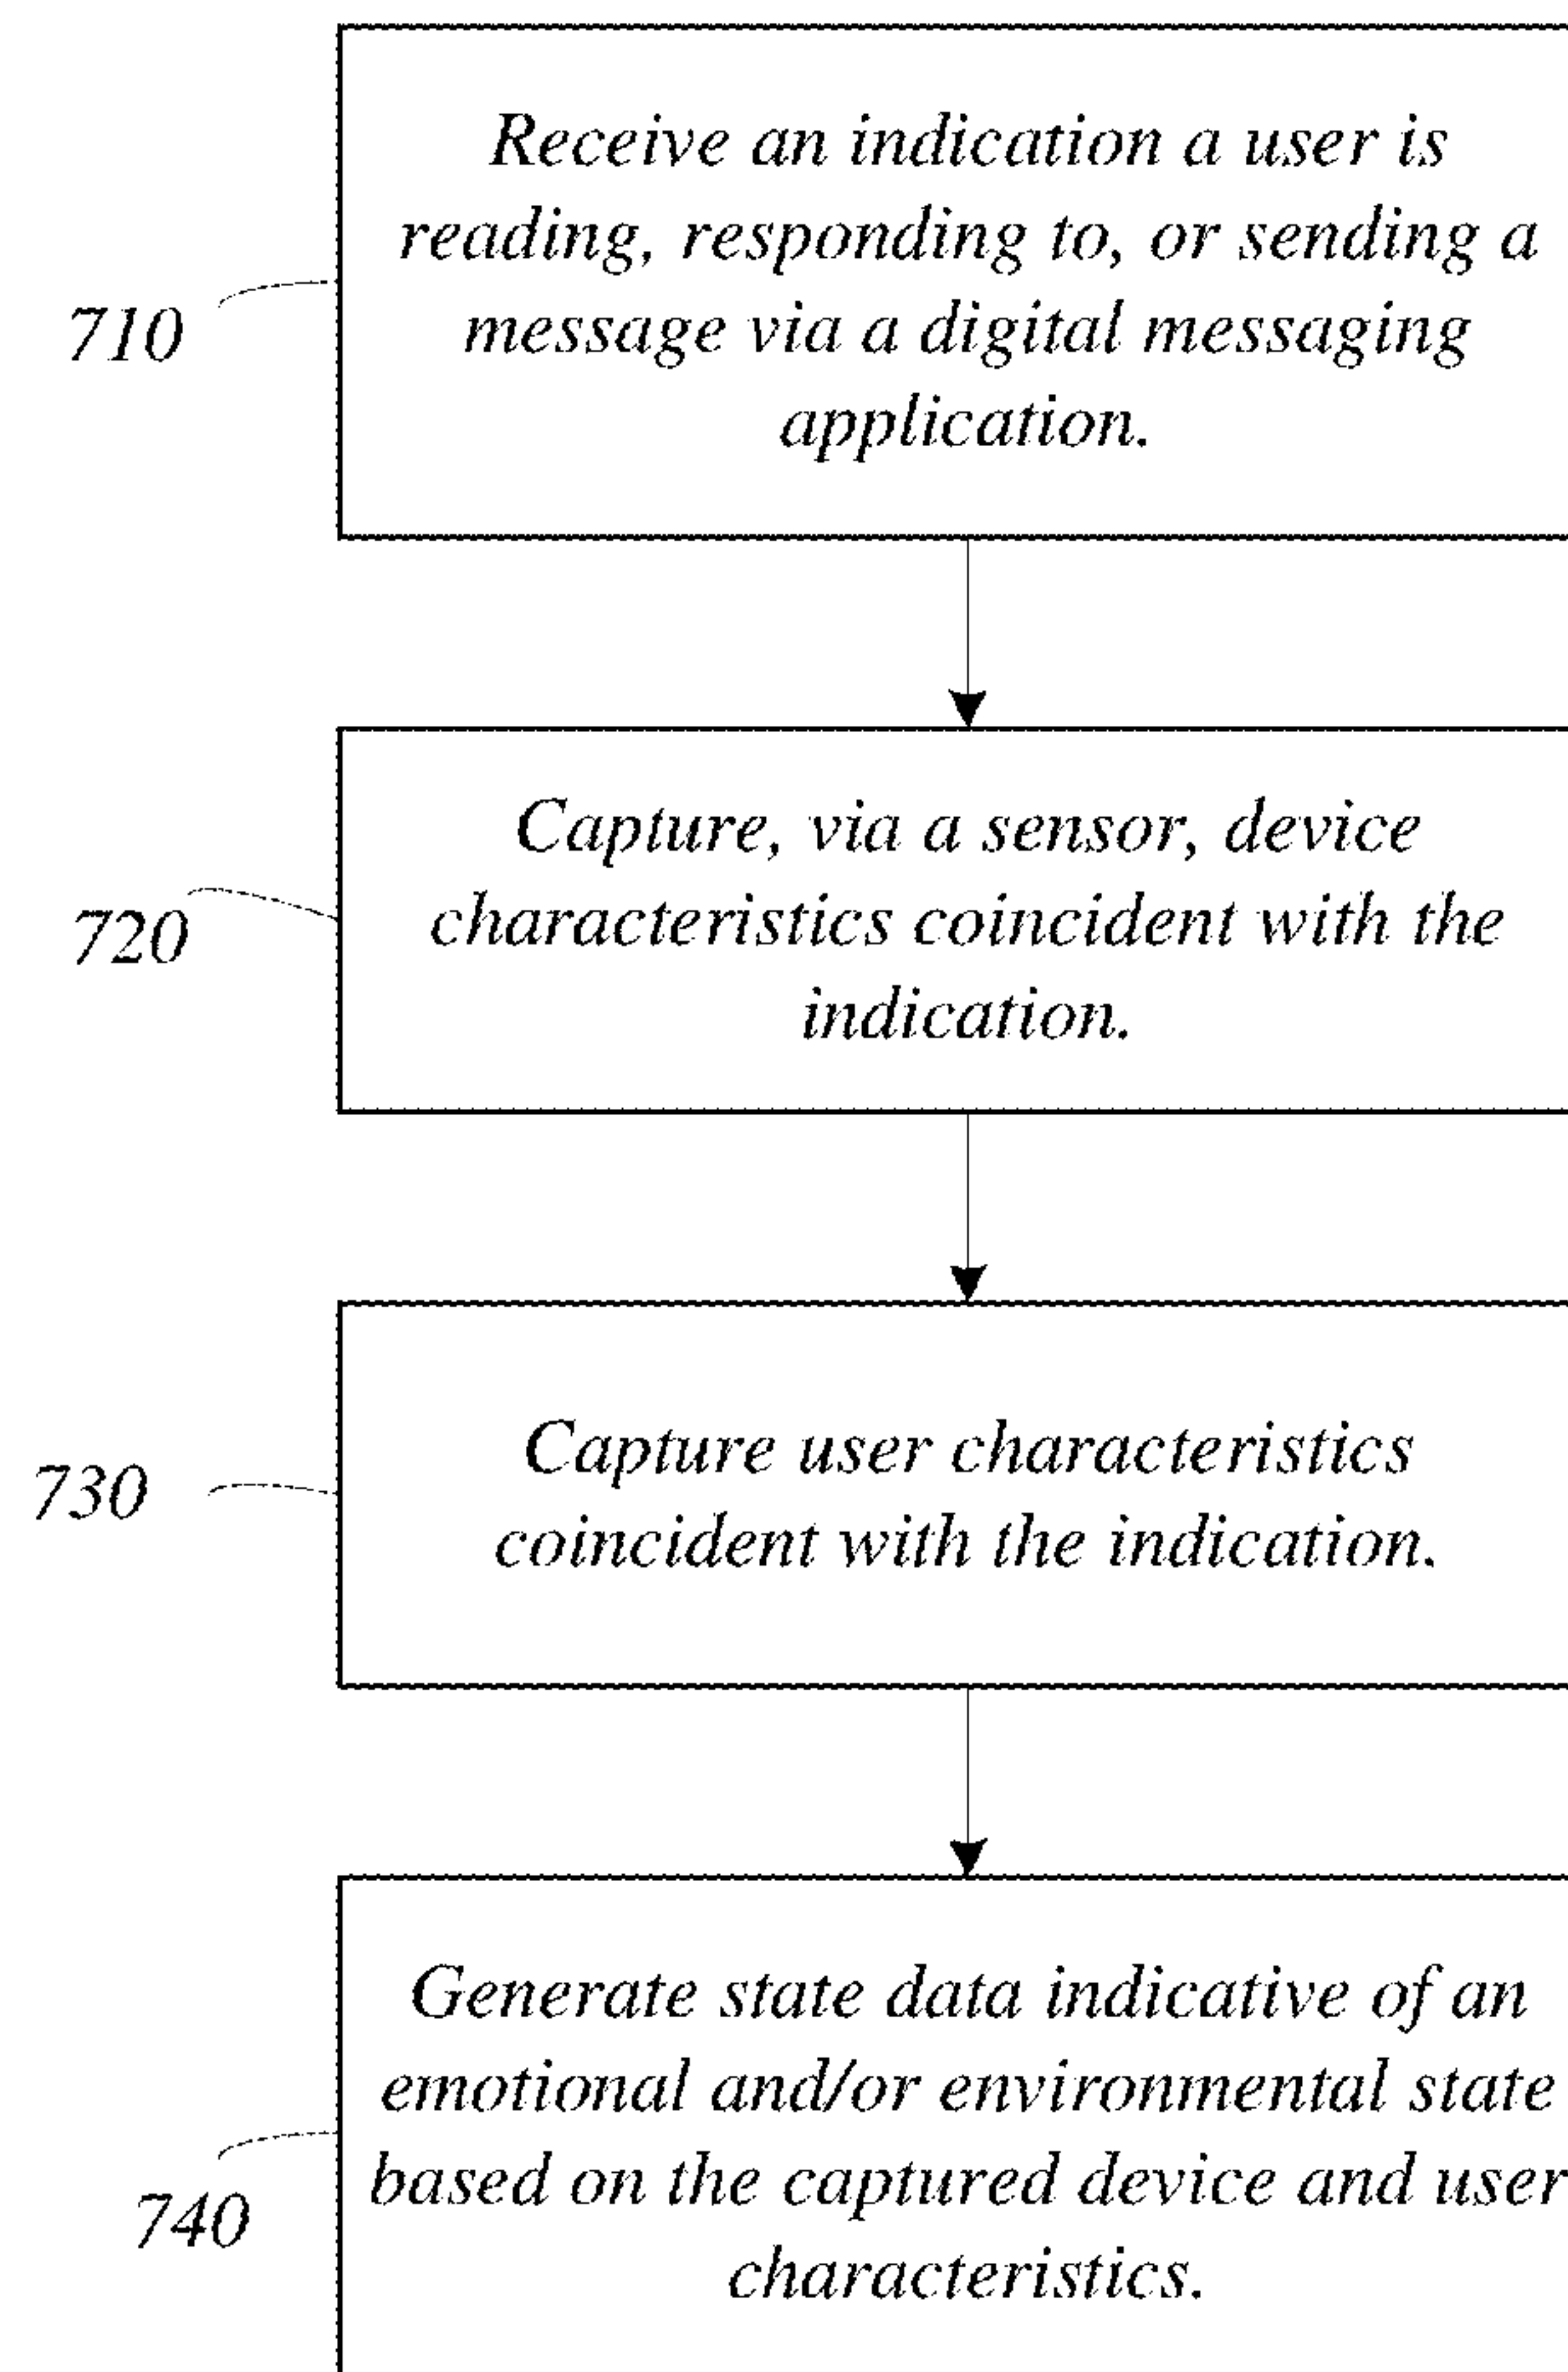 Receive an indication a user is
reading, responding to, or sending a
message via a digital messaging
application.
710
Capture, via a sensor, device
characteristics coincident with the
indication.
720
Capture user characteristics
coincident with the indication.
730
Generate state data indicative of an
emotional and/or environmental state
based on the captured device and user
characteristics.
740